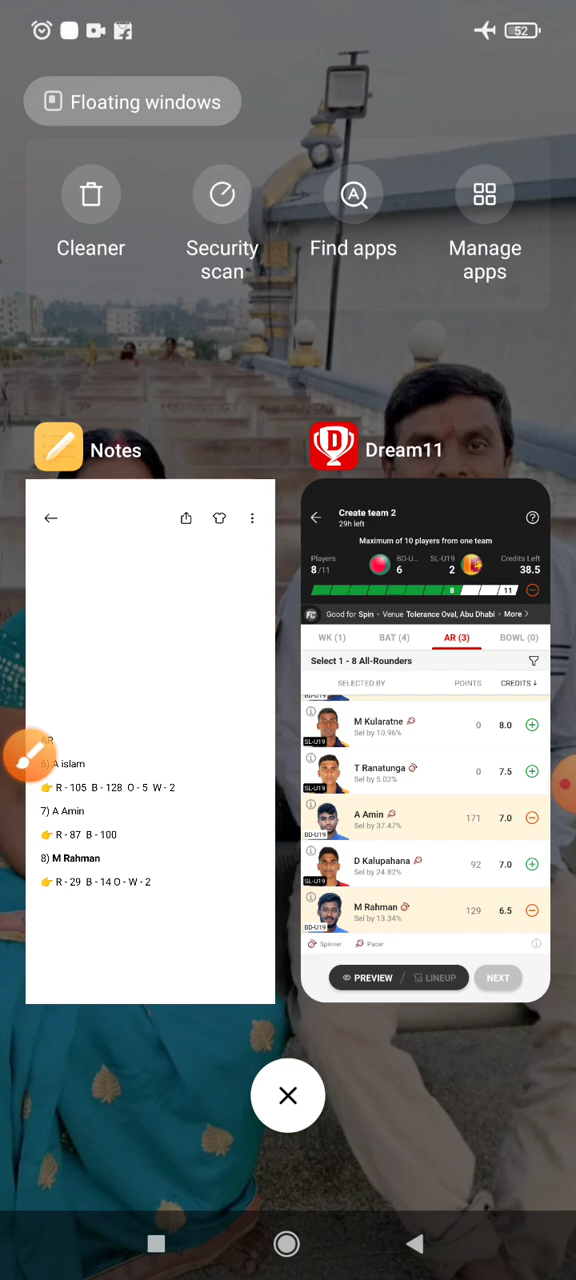 52
Floating windows
Cleaner
Security scan
Find apps
Manage apps
Notes
AR
6) A islam
👉 R - 105 B - 128 O - 5 W - 2
7) A Amin
👉 R - 87 B - 100
8) M Rahman
👉 R - 29 B - 14 O - W - 2
D
Dream11
Create team 2
29h left
Maximum of 10 players from one team
Players
8/11
BD-U...
6
SL-U19
2
Credits Left
38.5
8
11
FC Good for Spin • Venue Tolerance Oval, Abu Dhabi • More >
WK (1) BAT (4) AR (3) BOWL (0)
Select 1 - 8 All-Rounders
SELECTED BY POINTS CREDITS ↓
BD-U19
M Kularatne
Sel by 10.96%
0 8.0
SL-U19
T Ranatunga
Sel by 5.02%
0 7.5
SL-U19
A Amin
Sel by 37.47%
171 7.0
BD-U19
D Kalupahana
Sel by 24.82%
92 7.0
SL-U19
M Rahman
Sel by 13.34%
129 6.5
BD-U19
Spinner Pacer
PREVIEW / LINEUP
NEXT